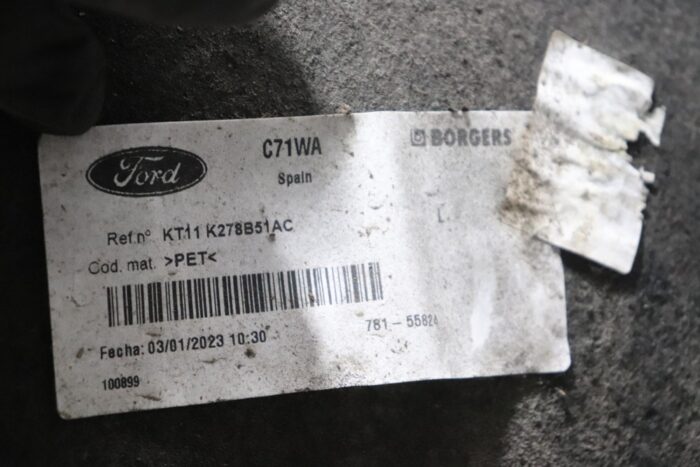 Ford
C71WA
BORGERS
Spain
Ref.nº KT11 K278B51AC
Cod. mat. >PET<
781-55824
Fecha: 03/01/2023 10:30
100899